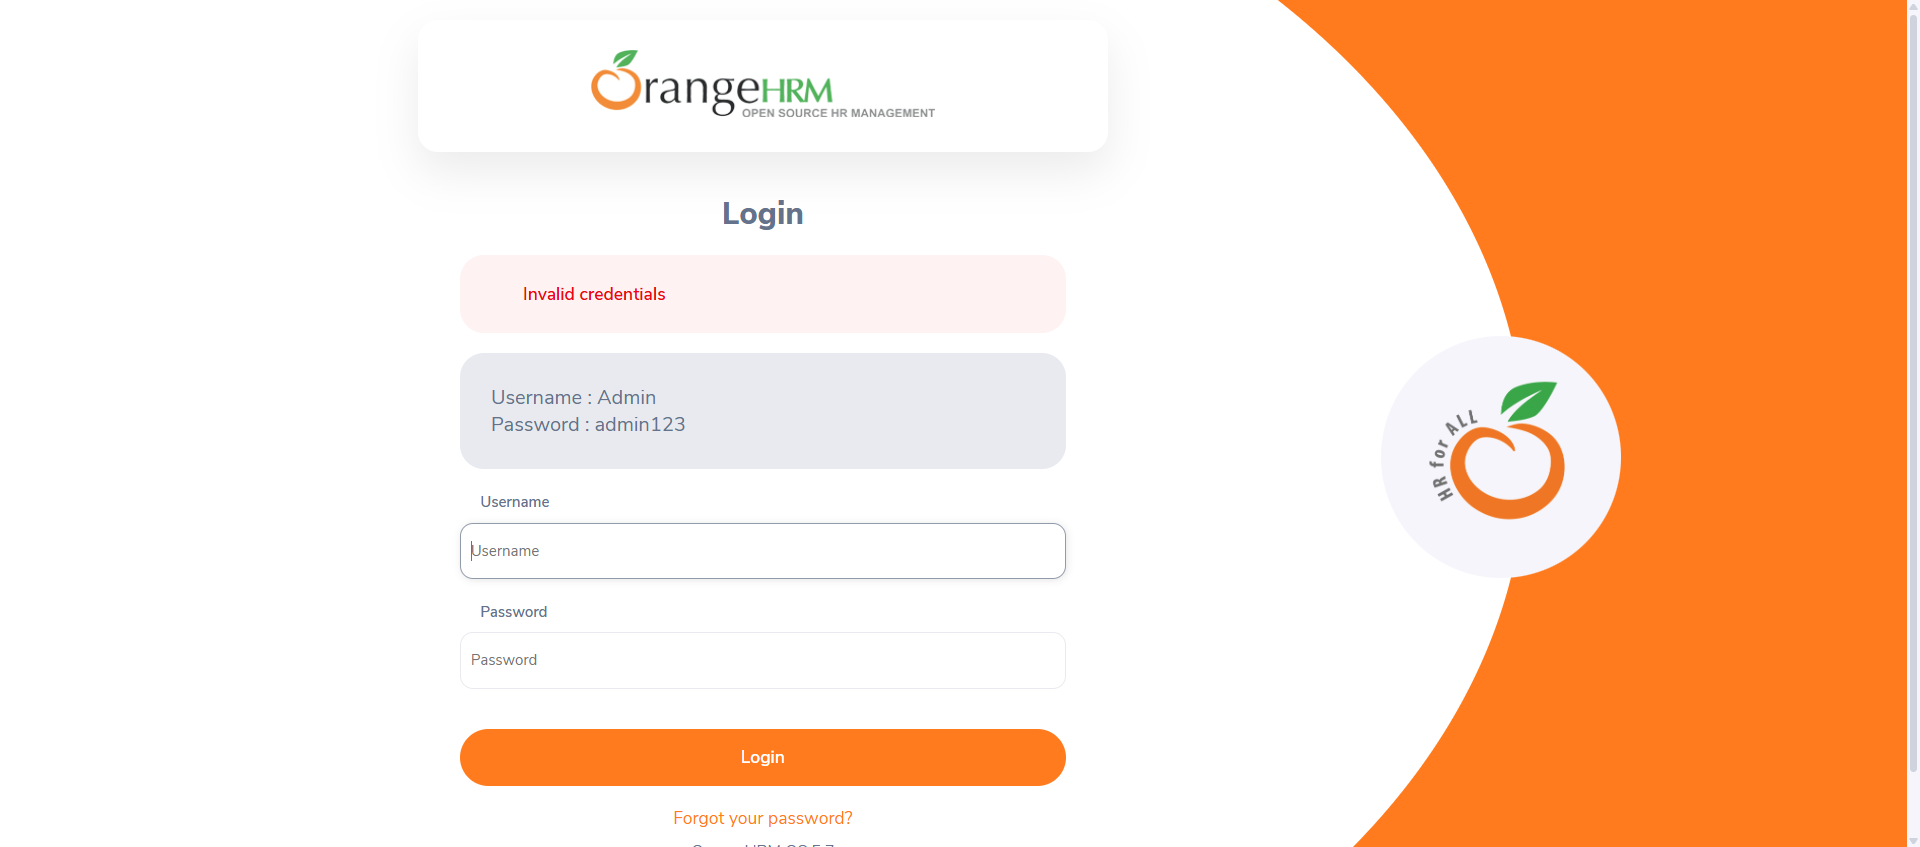 OrangeHRM
OPEN SOURCE HR MANAGEMENT
Login
Invalid credentials
Username : Admin
Password : admin123
Username
Username
Password
Password
Login
Forgot your password?
HR for ALL